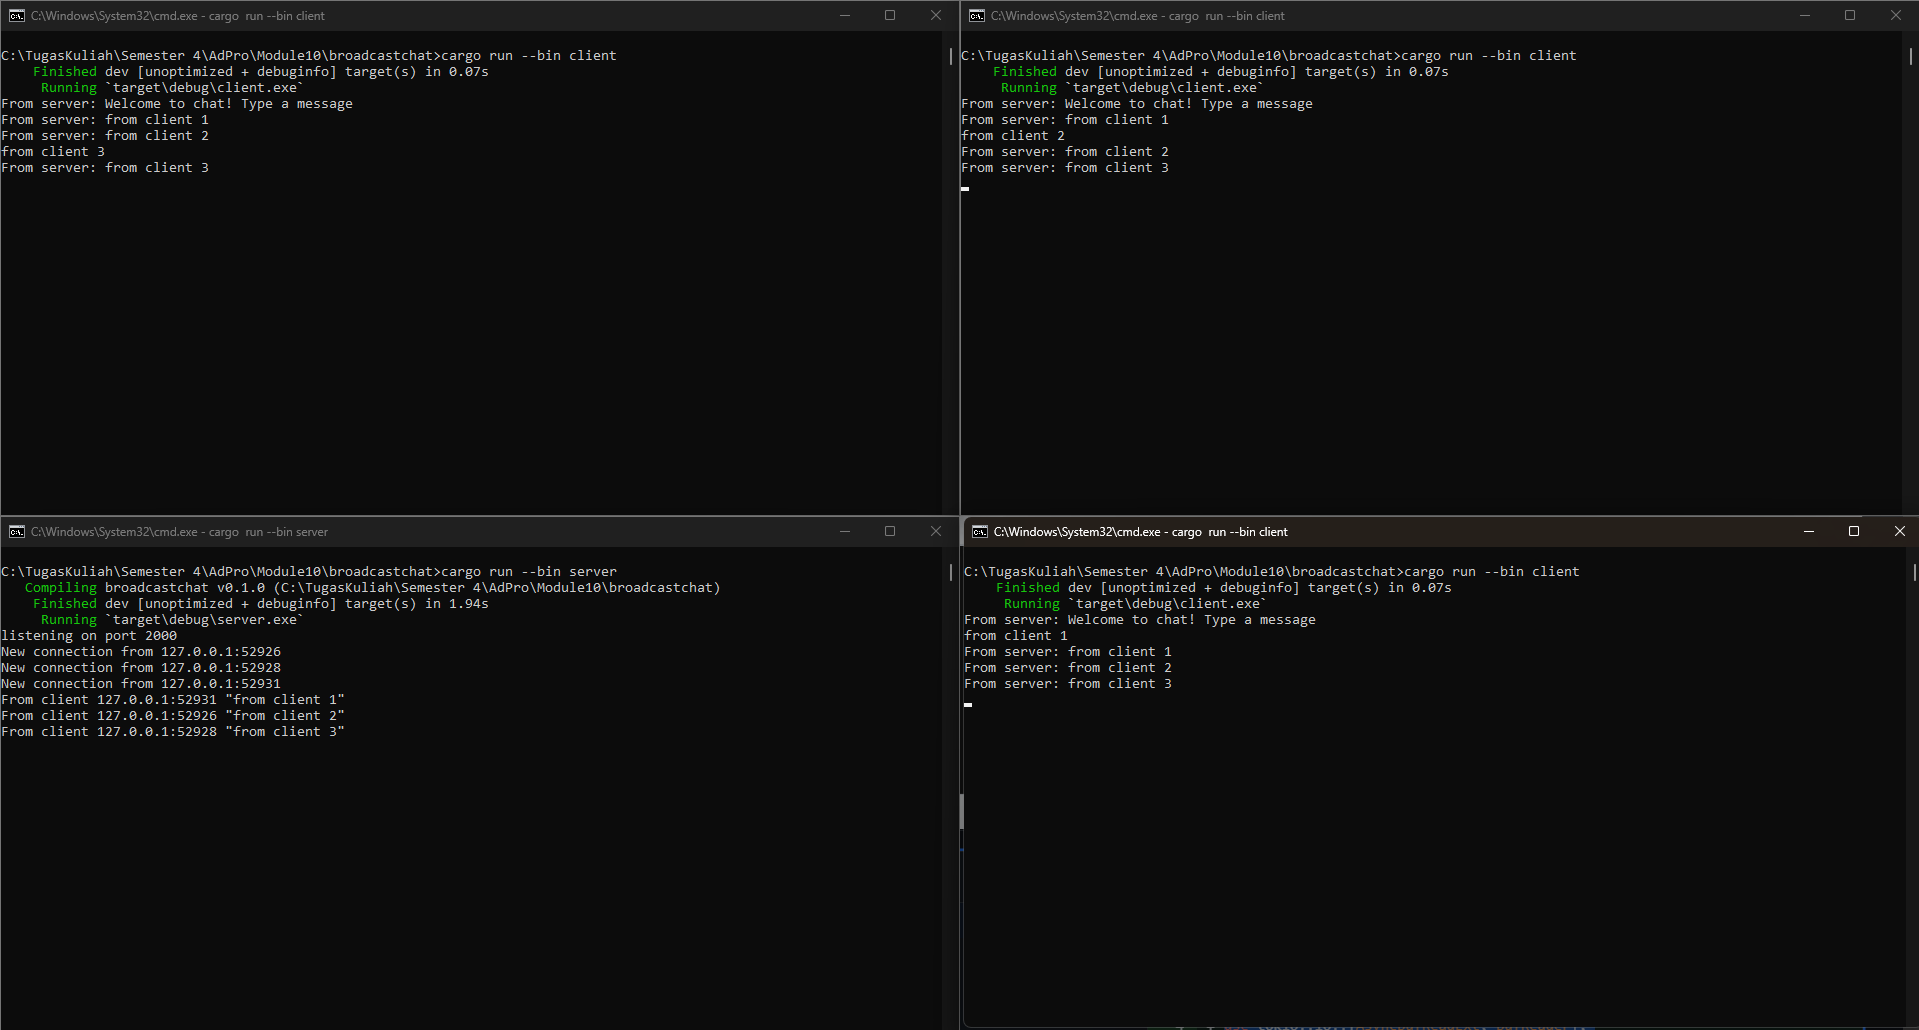 C:\Windows\System32\cmd.exe - cargo  run --bin client
C:\TugasKuliah\Semester 4\AdPro\Module10\broadcastchat>cargo run --bin client
Finished dev [unoptimized + debuginfo] target(s) in 0.07s
Running `target\debug\client.exe`
From server: Welcome to chat! Type a message
From server: from client 1
From server: from client 2
from client 3
From server: from client 3
C:\Windows\System32\cmd.exe - cargo  run --bin client
C:\TugasKuliah\Semester 4\AdPro\Module10\broadcastchat>cargo run --bin client
Finished dev [unoptimized + debuginfo] target(s) in 0.07s
Running `target\debug\client.exe`
From server: Welcome to chat! Type a message
From server: from client 1
from client 2
From server: from client 2
From server: from client 3
C:\Windows\System32\cmd.exe - cargo  run --bin server
C:\TugasKuliah\Semester 4\AdPro\Module10\broadcastchat>cargo run --bin server
Compiling broadcastchat v0.1.0 (C:\TugasKuliah\Semester 4\AdPro\Module10\broadcastchat)
Finished dev [unoptimized + debuginfo] target(s) in 1.94s
Running `target\debug\server.exe`
listening on port 2000
New connection from 127.0.0.1:52926
New connection from 127.0.0.1:52928
New connection from 127.0.0.1:52931
From client 127.0.0.1:52931 "from client 1"
From client 127.0.0.1:52926 "from client 2"
From client 127.0.0.1:52928 "from client 3"
C:\Windows\System32\cmd.exe - cargo  run --bin client
C:\TugasKuliah\Semester 4\AdPro\Module10\broadcastchat>cargo run --bin client
Finished dev [unoptimized + debuginfo] target(s) in 0.07s
Running `target\debug\client.exe`
From server: Welcome to chat! Type a message
from client 1
From server: from client 1
From server: from client 2
From server: from client 3